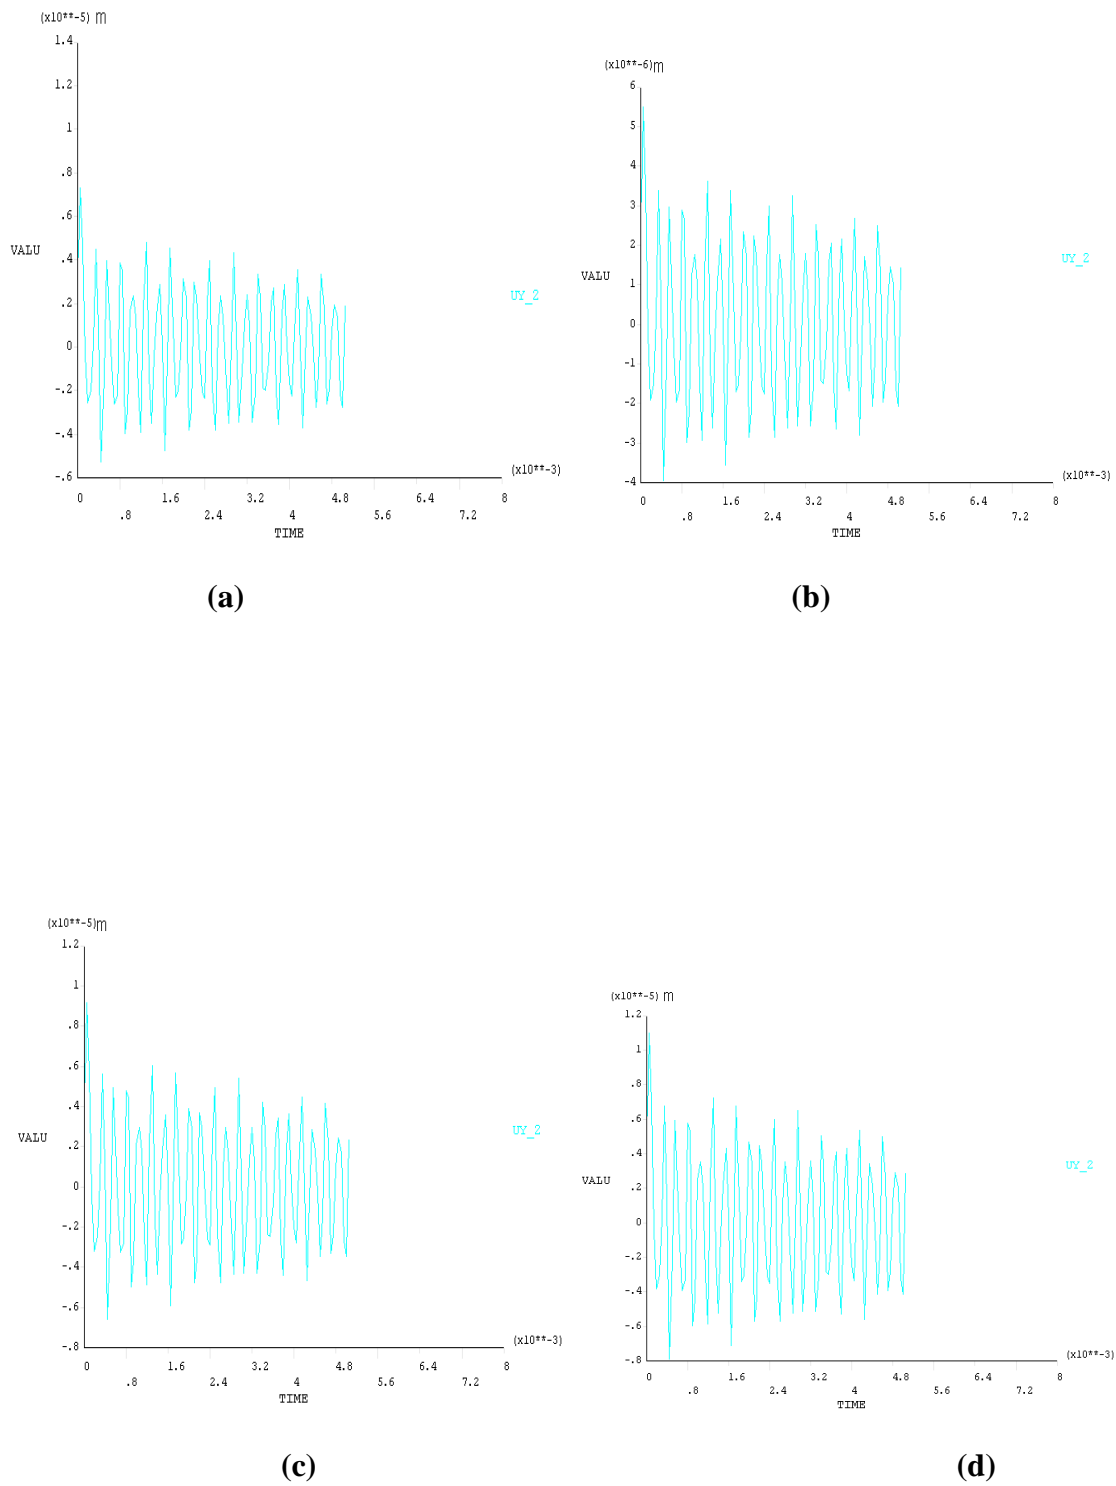 (x10**-5) m
1.4
1.2
1
.8
.6
.4
.2
0
-.2
-.4
-.6
VALU
UY_2
(x10**-3)
0 1.6 3.2 4.8 6.4 8
.8 2.4 4 5.6 7.2
TIME
(a)
(x10**-6)m
6
5
4
3
2
1
0
-1
-2
-3
-4
VALU
UY_2
(x10**-3)
0 1.6 3.2 4.8 6.4 8
.8 2.4 4 5.6 7.2
TIME
(b)
(x10**-5)m
1.2
1
.8
.6
.4
.2
0
-.2
-.4
-.6
-.8
VALU
UY_2
(x10**-3)
0 1.6 3.2 4.8 6.4 8
.8 2.4 4 5.6 7.2
TIME
(c)
(x10**-5) m
1.2
1
.8
.6
.4
.2
0
-.2
-.4
-.6
-.8
VALU
UY_2
(x10**-3)
0 1.6 3.2 4.8 6.4 8
.8 2.4 4 5.6 7.2
TIME
(d)